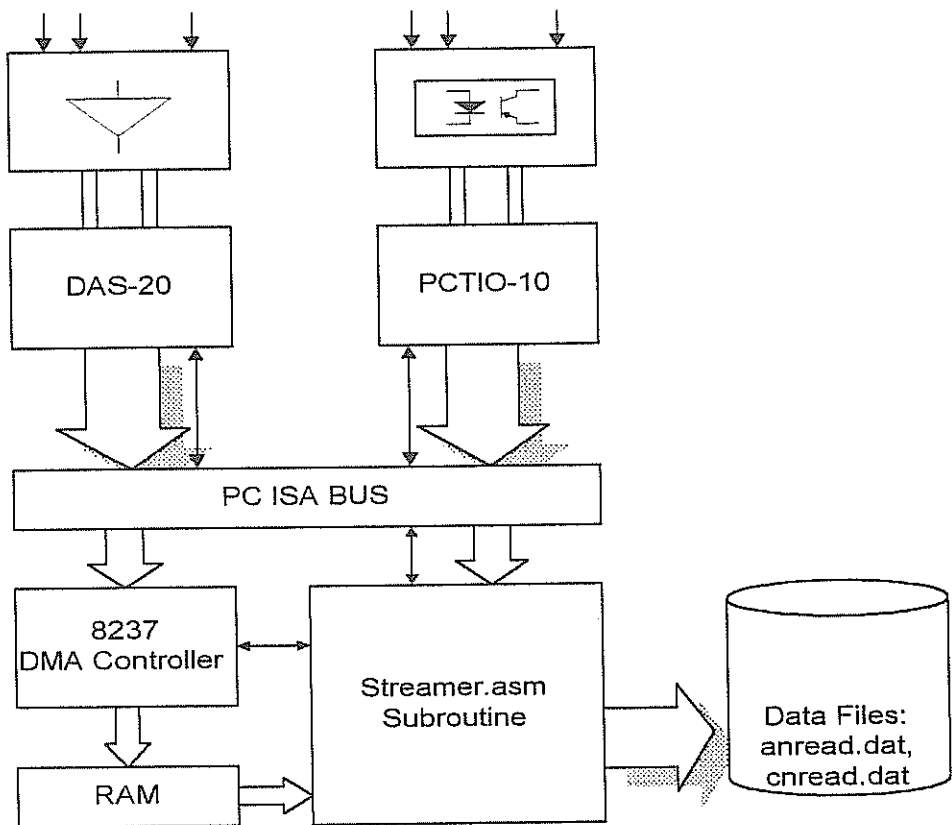 DAS-20
PCTIO-10
PC ISA BUS
8237
DMA Controller
Streamer.asm
Subroutine
RAM
Data Files:
anread.dat,
cnread.dat